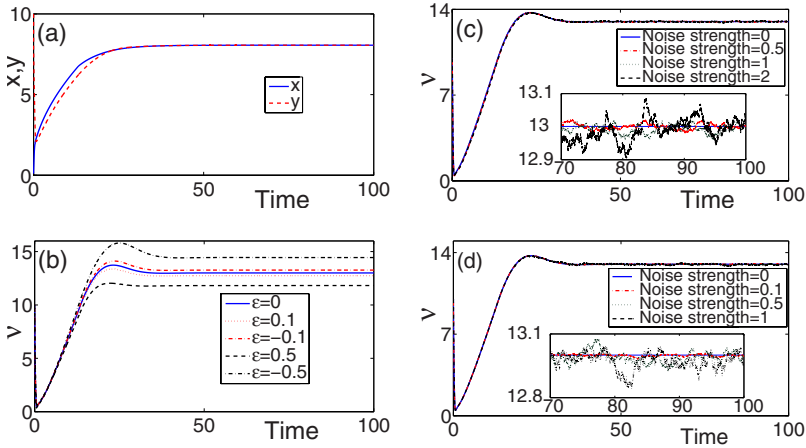 (a)
x,y
10
5
0
x
y
0
50
100
Time
(b)
ν
15
10
5
0
ε=0
ε=0.1
ε=−0.1
ε=0.5
ε=−0.5
0
50
100
Time
(c)
ν
14
7
0
Noise strength=0
Noise strength=0.5
Noise strength=1
Noise strength=2
13.1
13
12.9
70
80
90
100
0
50
100
Time
(d)
ν
14
7
0
Noise strength=0
Noise strength=0.1
Noise strength=0.5
Noise strength=1
13.1
12.8
70
80
90
100
0
50
100
Time